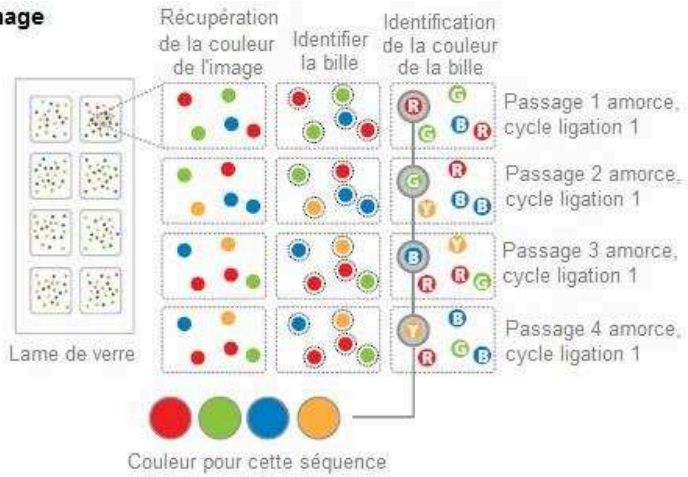 Récupération
de la couleur
de l'image
Identifier
la bille
Identification
de la couleur
de la bille
R G G B R
Passage 1 amorce,
cycle ligation 1
G R Y B B
Passage 2 amorce,
cycle ligation 1
B Y R R G
Passage 3 amorce,
cycle ligation 1
Y B R G B
Passage 4 amorce,
cycle ligation 1
Lame de verre
Couleur pour cette séquence